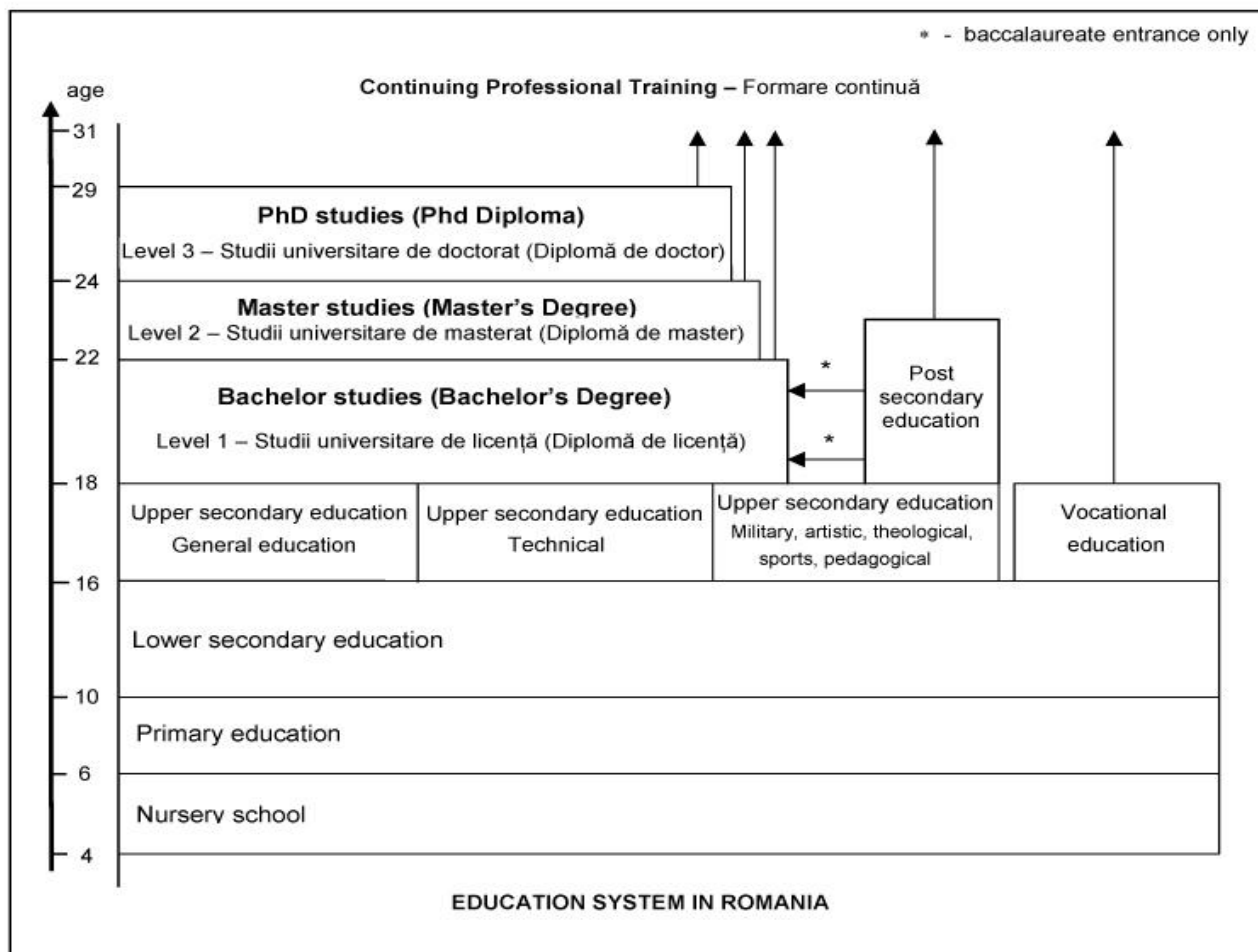 * - baccalaureate entrance only
age
Continuing Professional Training – Formare continuă
31
29
PhD studies (Phd Diploma)
Level 3 – Studii universitare de doctorat (Diplomă de doctor)
24
Master studies (Master's Degree)
Level 2 – Studii universitare de masterat (Diplomă de master)
22
Bachelor studies (Bachelor's Degree)
Level 1 – Studii universitare de licență (Diplomă de licență)
*
*
Post
secondary
education
18
Upper secondary education
General education
Upper secondary education
Technical
Upper secondary education
Military, artistic, theological,
sports, pedagogical
Vocational
education
16
Lower secondary education
10
Primary education
6
Nursery school
4
EDUCATION SYSTEM IN ROMANIA